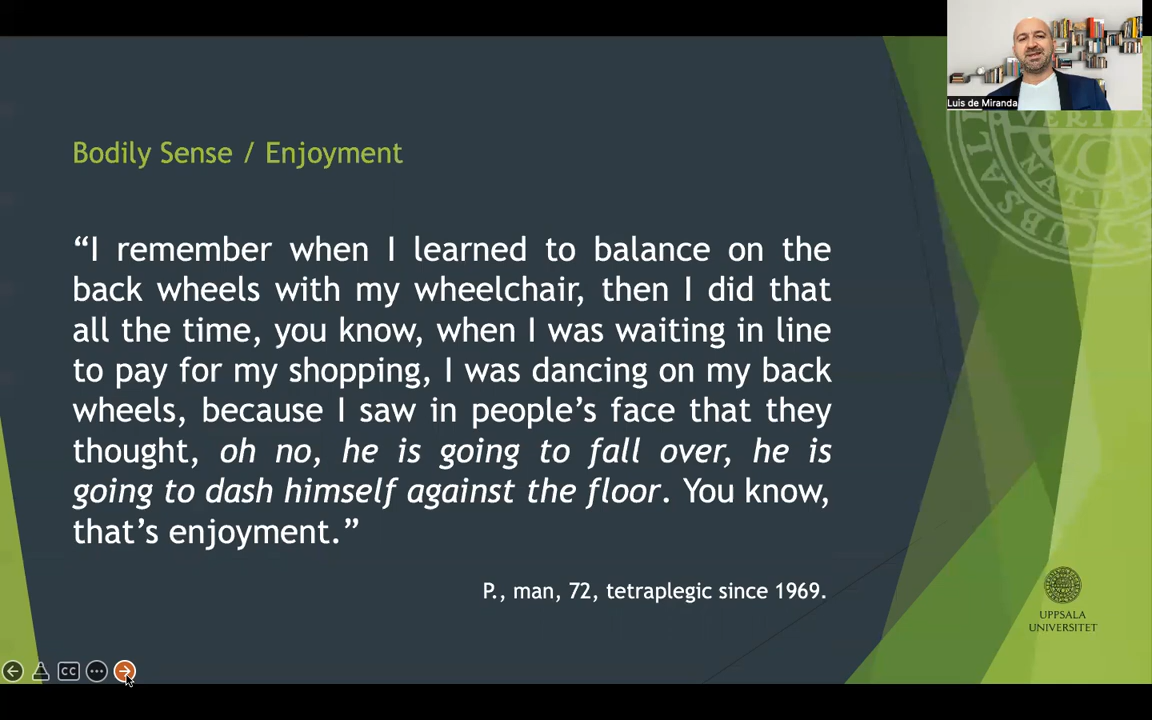 Luis de Miranda
Bodily Sense / Enjoyment
“I remember when I learned to balance on the
back wheels with my wheelchair, then I did that
all the time, you know, when I was waiting in line
to pay for my shopping, I was dancing on my back
wheels, because I saw in people’s face that they
thought, oh no, he is going to fall over, he is
going to dash himself against the floor. You know,
that’s enjoyment.”
P., man, 72, tetraplegic since 1969.
UPPSALA
UNIVERSITET
CC